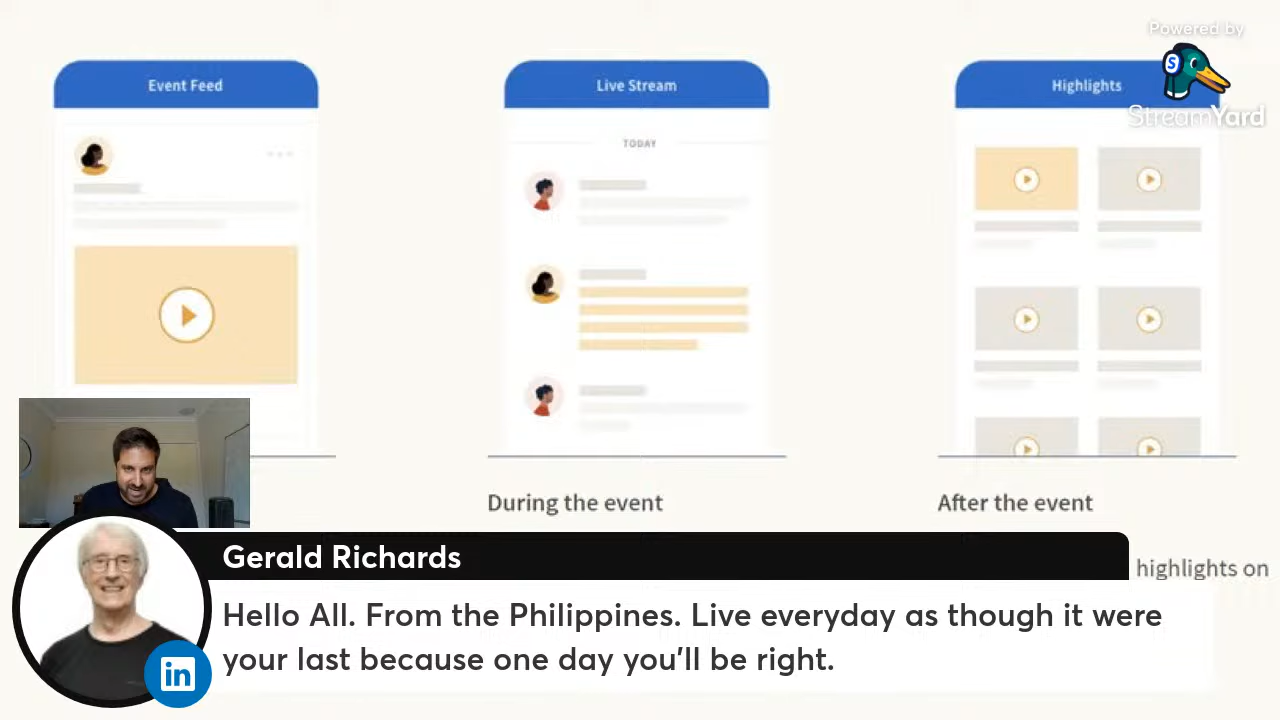 Powered by
StreamYard
Event Feed
Live Stream
Highlights
TODAY
During the event
After the event
highlights on
Gerald Richards
Hello All. From the Philippines. Live everyday as though it were
your last because one day you'll be right.
in
S